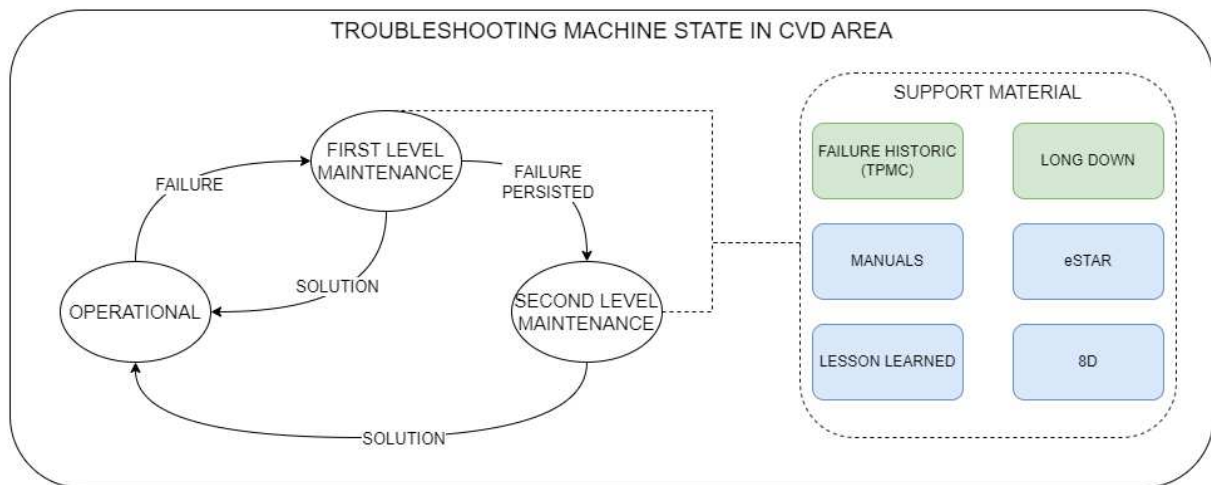 TROUBLESHOOTING MACHINE STATE IN CVD AREA
FIRST LEVEL
MAINTENANCE
FAILURE
FAILURE
PERSISTED
SOLUTION
OPERATIONAL
SECOND LEVEL
MAINTENANCE
SOLUTION
SUPPORT MATERIAL
FAILURE HISTORIC
(TPMC)
LONG DOWN
MANUALS
eSTAR
LESSON LEARNED
8D